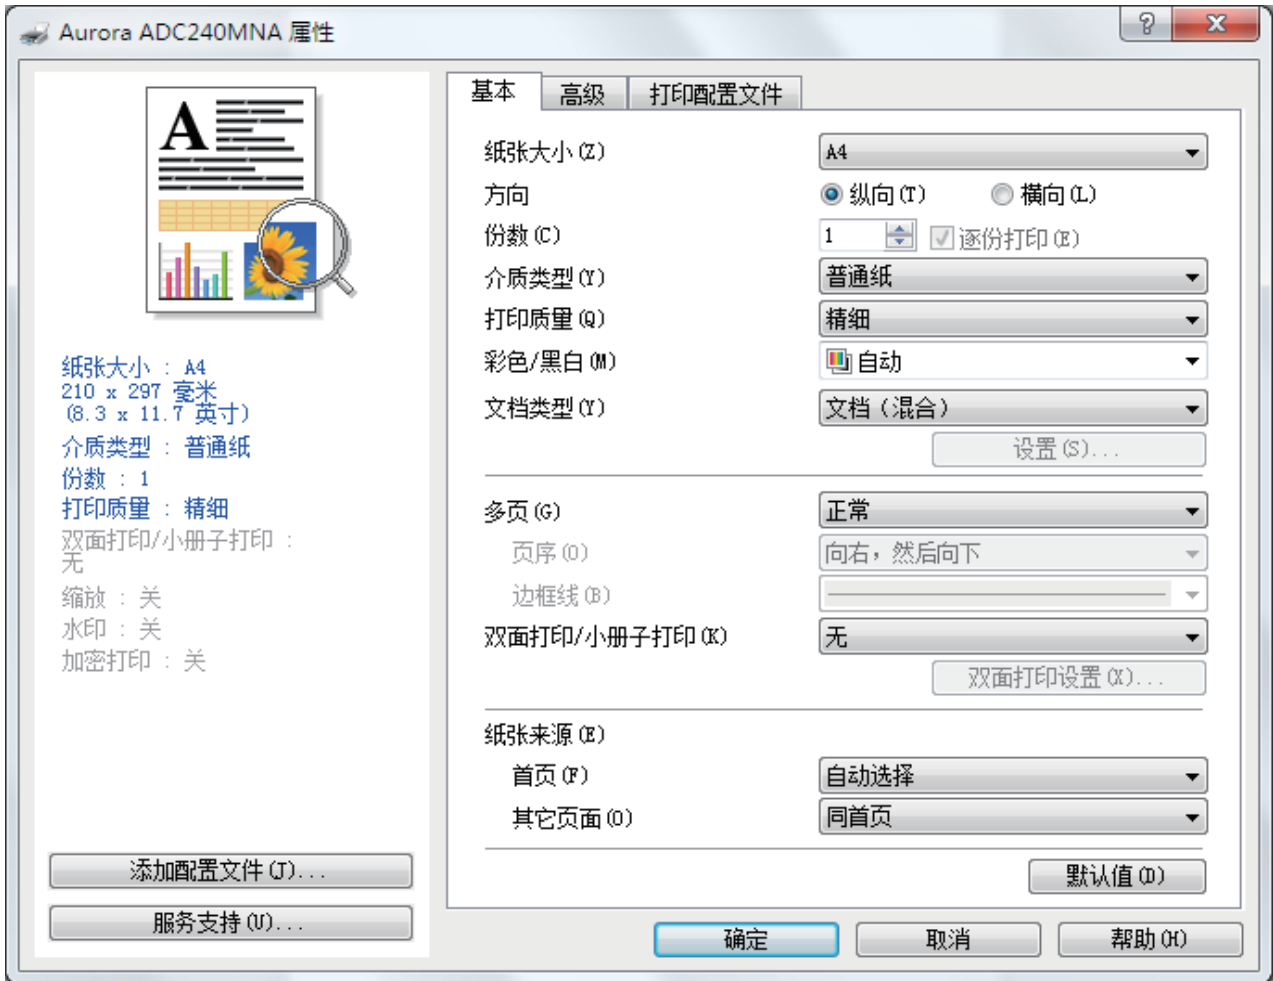 Aurora ADC240MNA 属性
A
纸张大小 : A4
210 x 297 毫米
(8.3 x 11.7 英寸)
介质类型 : 普通纸
份数 : 1
打印质量 : 精细
双面打印/小册子打印 :
无
缩放 : 关
水印 : 关
加密打印 : 关
添加配置文件(J)...
服务支持(U)...
基本 高级 打印配置文件
纸张大小(Z) A4
方向 纵向(T) 横向(L)
份数(C) 1 逐份打印(E)
介质类型(Y) 普通纸
打印质量(Q) 精细
彩色/黑白(M) 自动
文档类型(Y) 文档（混合）
设置(S)...
多页(G) 正常
页序(O) 向右，然后向下
边框线(B)
双面打印/小册子打印(K) 无
双面打印设置(X)...
纸张来源(E)
首页(F) 自动选择
其它页面(O) 同首页
默认值(D)
确定 取消 帮助(H)